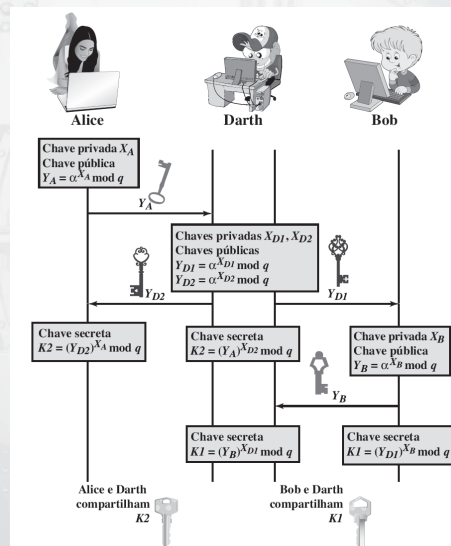 Alice
Darth
Bob
Chave privada X_A
Chave pública
Y_A = α^X_A mod q
Y_A
Chaves privadas X_D1, X_D2
Chaves públicas
Y_D1 = α^X_D1 mod q
Y_D2 = α^X_D2 mod q
Y_D2
Y_D1
Chave secreta
K2 = (Y_D2)^X_A mod q
Chave secreta
K2 = (Y_A)^X_D2 mod q
Chave privada X_B
Chave pública
Y_B = α^X_B mod q
Y_B
Chave secreta
K1 = (Y_B)^X_D1 mod q
Chave secreta
K1 = (Y_D1)^X_B mod q
Alice e Darth
compartilham
K2
Bob e Darth
compartilham
K1